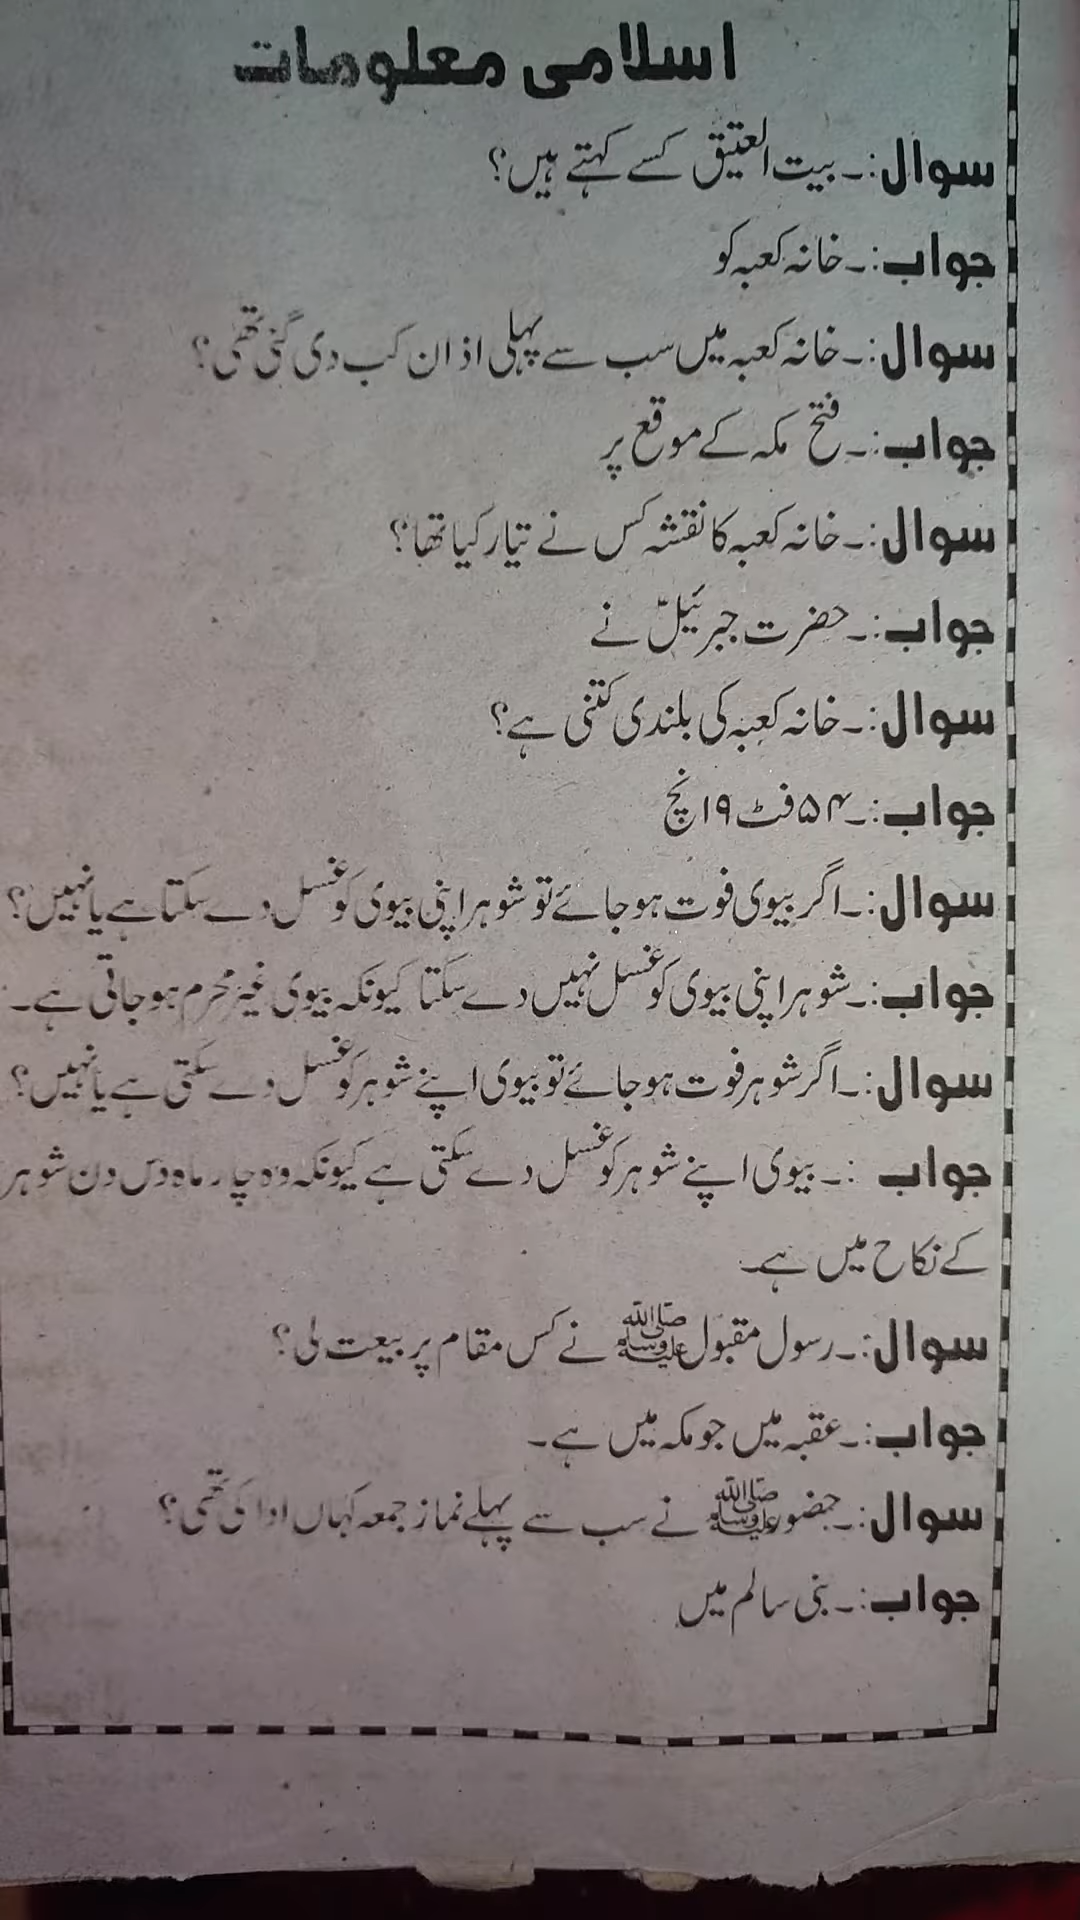 اسلامی معلومات
سوال:۔ بیت العتیق کسے کہتے ہیں؟
جواب:۔ خانہ کعبہ کو
سوال:۔ خانہ کعبہ میں سب سے پہلی اذان کب دی گئی تھی؟
جواب:۔ فتح مکہ کے موقع پر
سوال:۔ خانہ کعبہ کا نقشہ کس نے تیار کیا تھا؟
جواب:۔ حضرت جبرئیلؑ نے
سوال:۔ خانہ کعبہ کی بلندی کتنی ہے؟
جواب:۔ ۵۴ فٹ ۱۹ انچ
سوال:۔ اگر بیوی فوت ہو جائے تو شوہر اپنی بیوی کو غسل دے سکتا ہے یا نہیں؟
جواب:۔ شوہر اپنی بیوی کو غسل نہیں دے سکتا کیونکہ بیوی غیر محرم ہو جاتی ہے۔
سوال:۔ اگر شوہر فوت ہو جائے تو بیوی اپنے شوہر کو غسل دے سکتی ہے یا نہیں؟
جواب:۔ بیوی اپنے شوہر کو غسل دے سکتی ہے کیونکہ وہ چار ماہ دس دن شوہر
کے نکاح میں ہے۔
سوال:۔ رسول مقبول ﷺ نے کس مقام پر بیعت لی؟
جواب:۔ عقبہ میں جو مکہ میں ہے۔
سوال:۔ حضور ﷺ نے سب سے پہلے نماز جمعہ کہاں ادا کی تھی؟
جواب:۔ بنی سالم میں